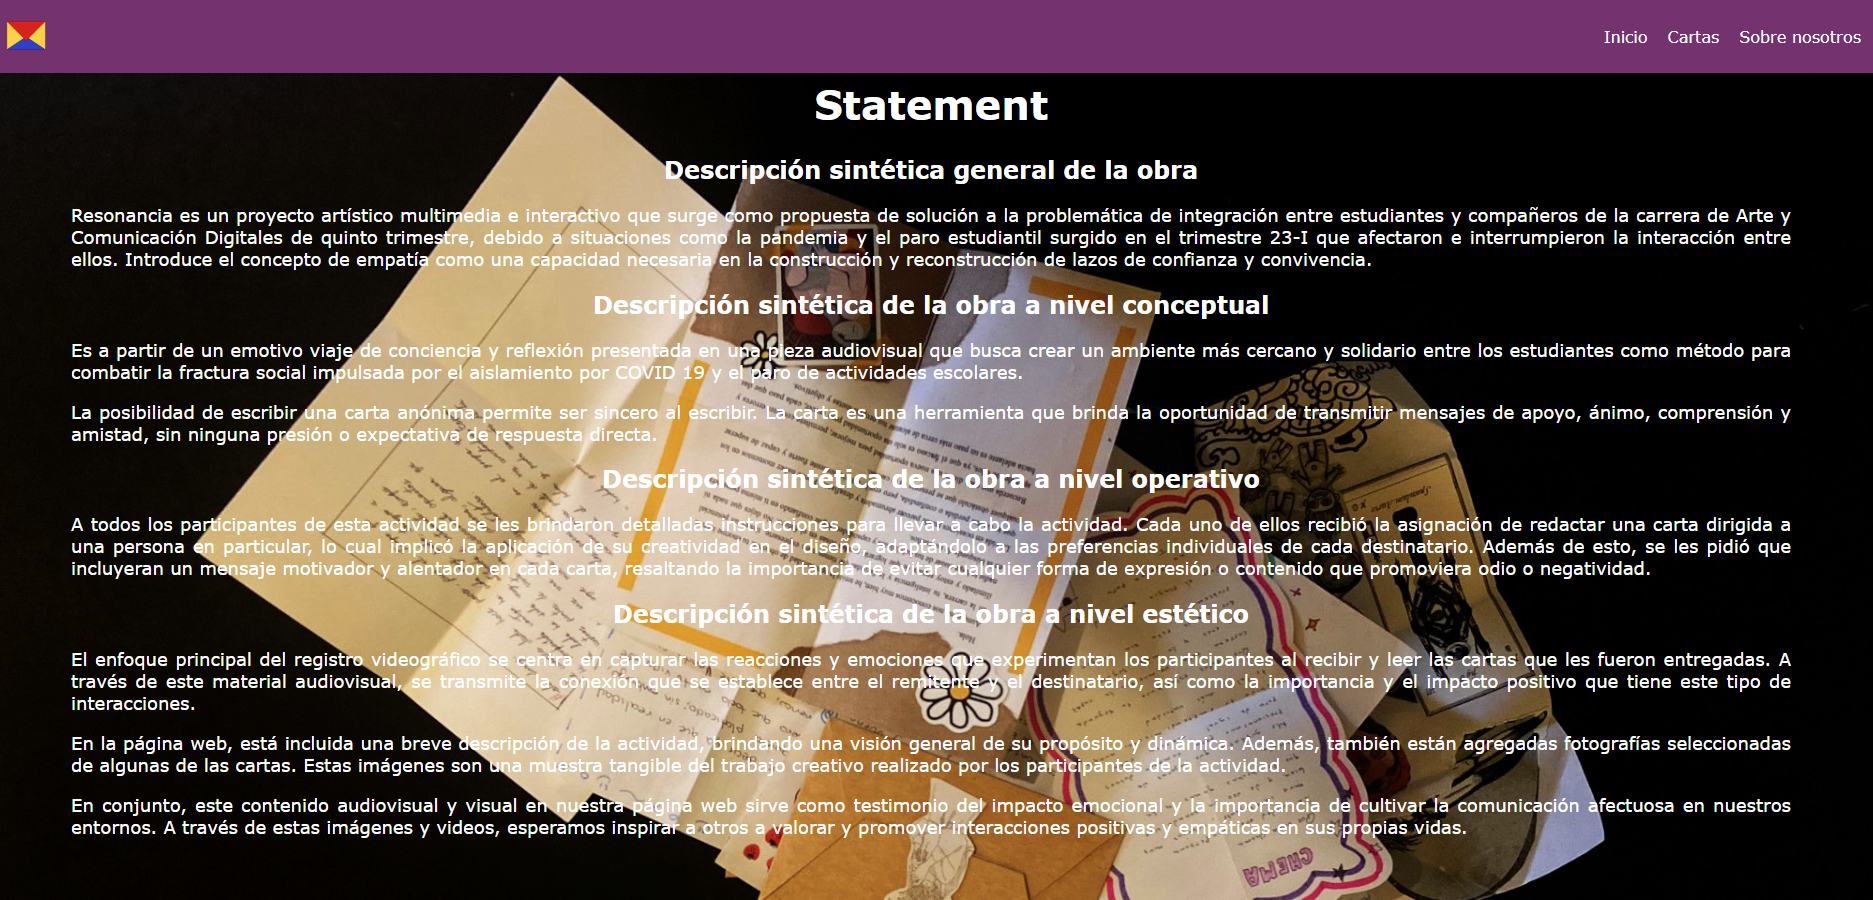 Inicio Cartas Sobre nosotros
Statement
Descripción sintética general de la obra
Resonancia es un proyecto artístico multimedia e interactivo que surge como propuesta de solución a la problemática de integración entre estudiantes y compañeros de la carrera de Arte y
Comunicación Digitales de quinto trimestre, debido a situaciones como la pandemia y el paro estudiantil surgido en el trimestre 23-I que afectaron e interrumpieron la interacción entre
ellos. Introduce el concepto de empatía como una capacidad necesaria en la construcción y reconstrucción de lazos de confianza y convivencia.
Descripción sintética de la obra a nivel conceptual
Es a partir de un emotivo viaje de conciencia y reflexión presentada en una pieza audiovisual que busca crear un ambiente más cercano y solidario entre los estudiantes como método para
combatir la fractura social impulsada por el aislamiento por COVID 19 y el paro de actividades escolares.
La posibilidad de escribir una carta anónima permite ser sincero al escribir. La carta es una herramienta que brinda la oportunidad de transmitir mensajes de apoyo, ánimo, comprensión y
amistad, sin ninguna presión o expectativa de respuesta directa.
Descripción sintética de la obra a nivel operativo
A todos los participantes de esta actividad se les brindaron detalladas instrucciones para llevar a cabo la actividad. Cada uno de ellos recibió la asignación de redactar una carta dirigida a
una persona en particular, lo cual implicó la aplicación de su creatividad en el diseño, adaptándolo a las preferencias individuales de cada destinatario. Además de esto, se les pidió que
incluyeran un mensaje motivador y alentador en cada carta, resaltando la importancia de evitar cualquier forma de expresión o contenido que promoviera odio o negatividad.
Descripción sintética de la obra a nivel estético
El enfoque principal del registro videográfico se centra en capturar las reacciones y emociones que experimentan los participantes al recibir y leer las cartas que les fueron entregadas. A
través de este material audiovisual, se transmite la conexión que se establece entre el remitente y el destinatario, así como la importancia y el impacto positivo que tiene este tipo de
interacciones.
En la página web, está incluida una breve descripción de la actividad, brindando una visión general de su propósito y dinámica. Además, también están agregadas fotografías seleccionadas
de algunas de las cartas. Estas imágenes son una muestra tangible del trabajo creativo realizado por los participantes de la actividad.
En conjunto, este contenido audiovisual y visual en nuestra página web sirve como testimonio del impacto emocional y la importancia de cultivar la comunicación afectuosa en nuestros
entornos. A través de estas imágenes y videos, esperamos inspirar a otros a valorar y promover interacciones positivas y empáticas en sus propias vidas.
CHEMA